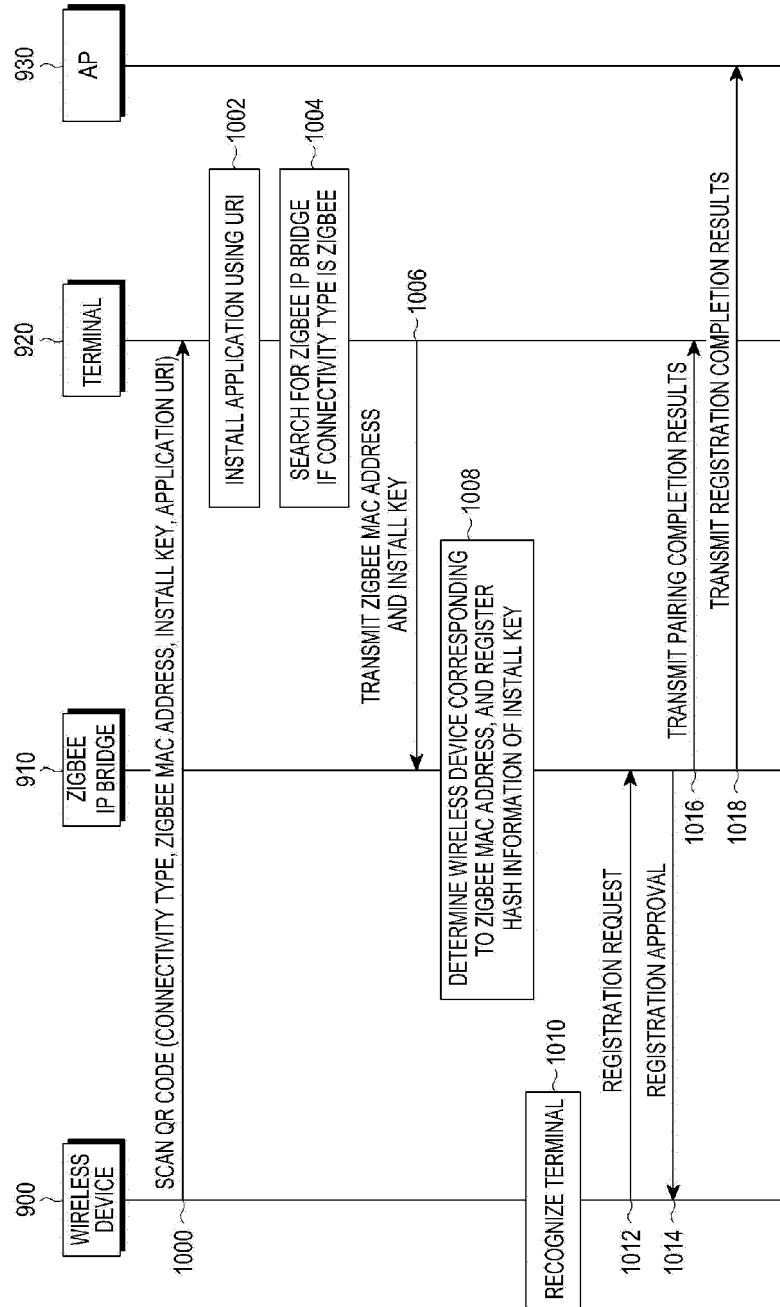 900
WIRELESS
DEVICE
910
ZIGBEE
IP BRIDGE
920
TERMINAL
930
AP
1000
SCAN QR CODE (CONNECTIVITY TYPE, ZIGBEE MAC ADDRESS, INSTALL KEY, APPLICATION URI)
INSTALL APPLICATION USING URI
1002
SEARCH FOR ZIGBEE IP BRIDGE
IF CONNECTIVITY TYPE IS ZIGBEE
1004
TRANSMIT ZIGBEE MAC ADDRESS
AND INSTALL KEY
1006
DETERMINE WIRELESS DEVICE CORRESPONDING
TO ZIGBEE MAC ADDRESS, AND REGISTER
HASH INFORMATION OF INSTALL KEY
1008
RECOGNIZE TERMINAL
1010
1012
REGISTRATION REQUEST
1014
REGISTRATION APPROVAL
1016
TRANSMIT PAIRING COMPLETION RESULTS
1018
TRANSMIT REGISTRATION COMPLETION RESULTS